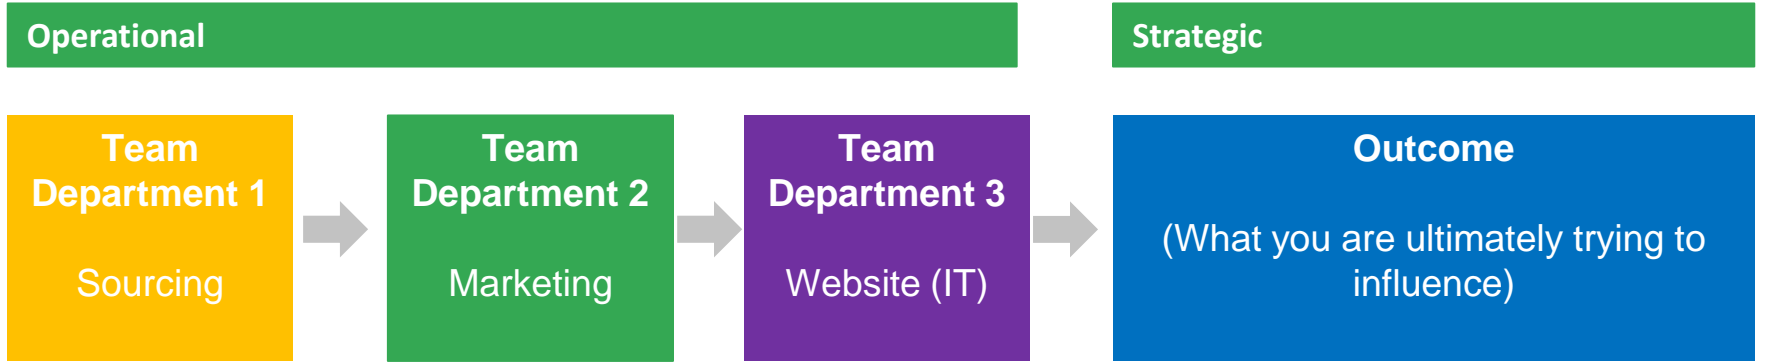 Operational
Strategic
Team
Department 1
Sourcing
Team
Department 2
Marketing
Team
Department 3
Website (IT)
Outcome
(What you are ultimately trying to
influence)